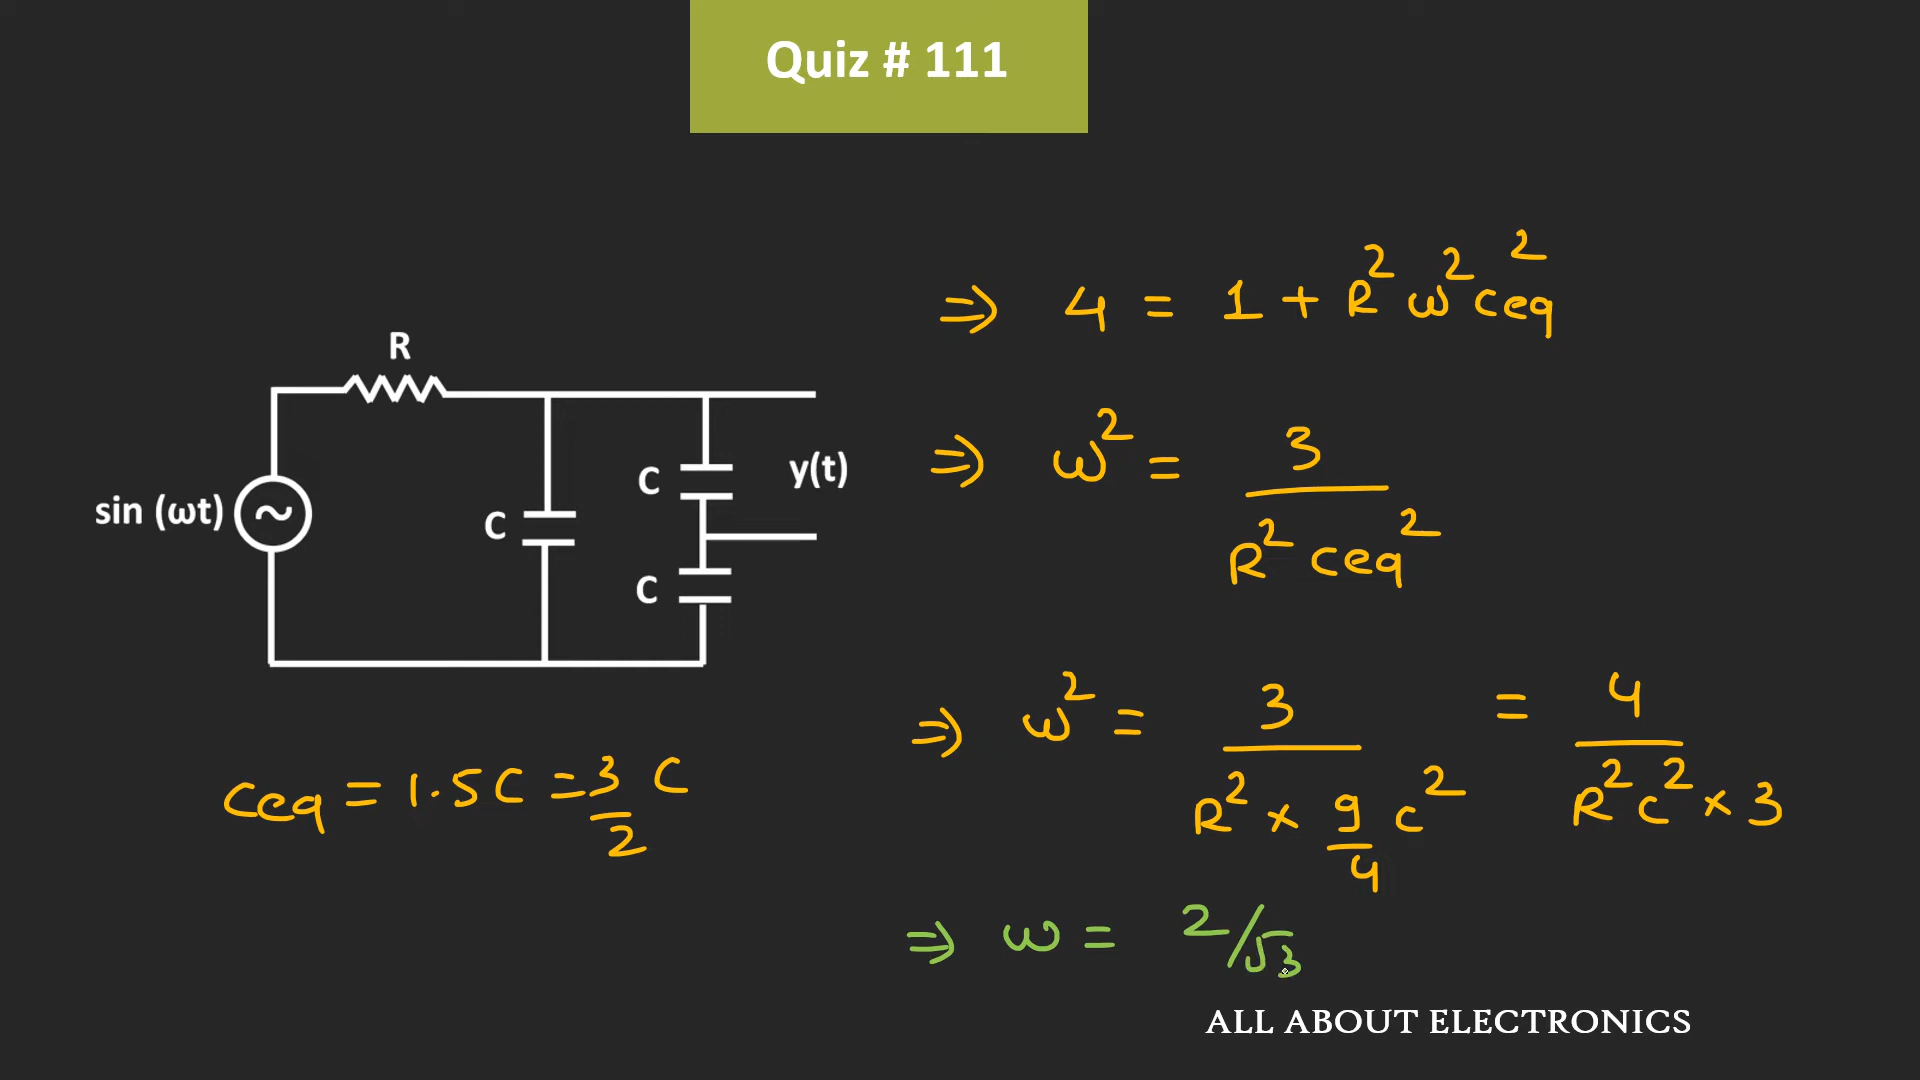 Quiz # 111
R
sin (ωt)
C
C
C
y(t)
Ceq = 1.5C = 3/2 C
⇒ 4 = 1 + R² ω² Ceq²
⇒ ω² = 3 / R² Ceq²
⇒ ω² = 3 / R² × 9/4 C² = 4 / R² C² × 3
⇒ ω = 2/√3
ALL ABOUT ELECTRONICS